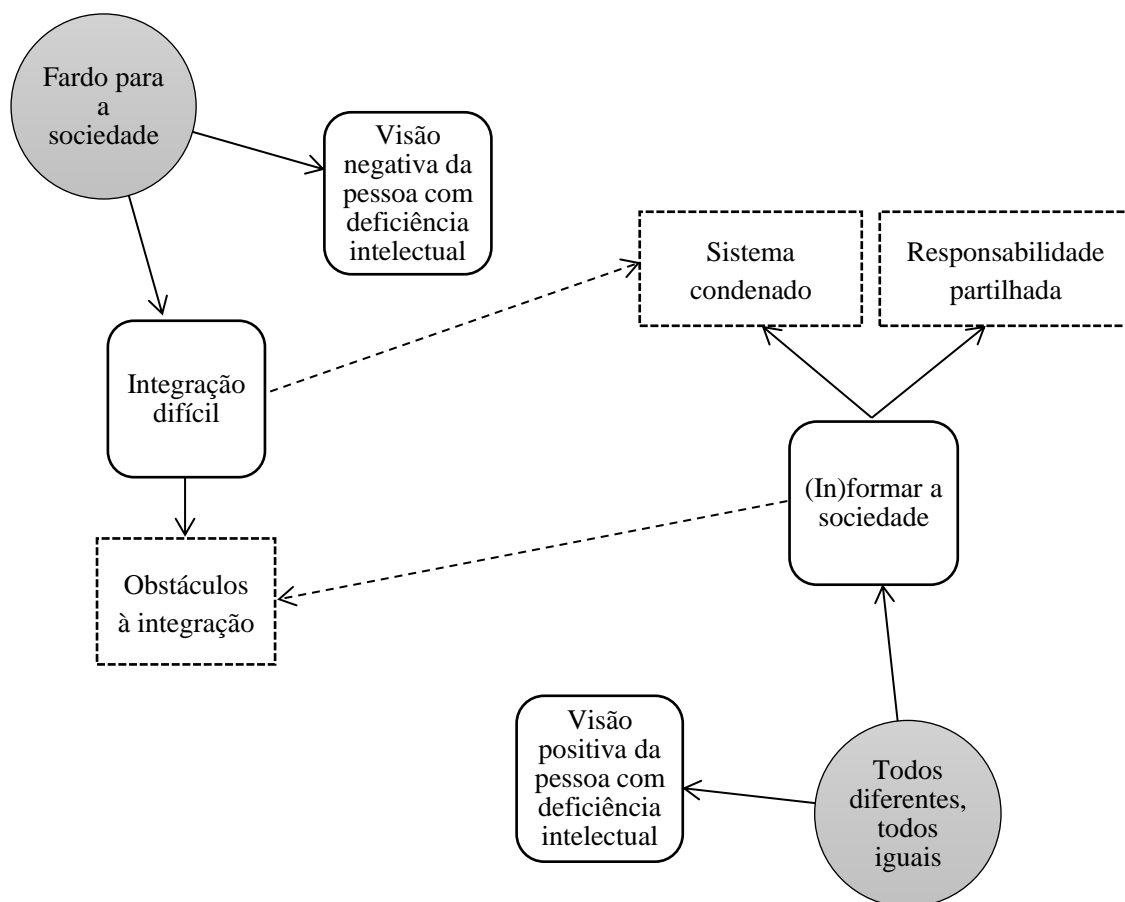 Fardo para
a
sociedade
Visão
negativa da
pessoa com
deficiência
intelectual
Sistema
condenado
Responsabilidade
partilhada
Integração
difícil
(In)formar a
sociedade
Obstáculos
à integração
Visão
positiva da
pessoa com
deficiência
intelectual
Todos
diferentes,
todos
iguais